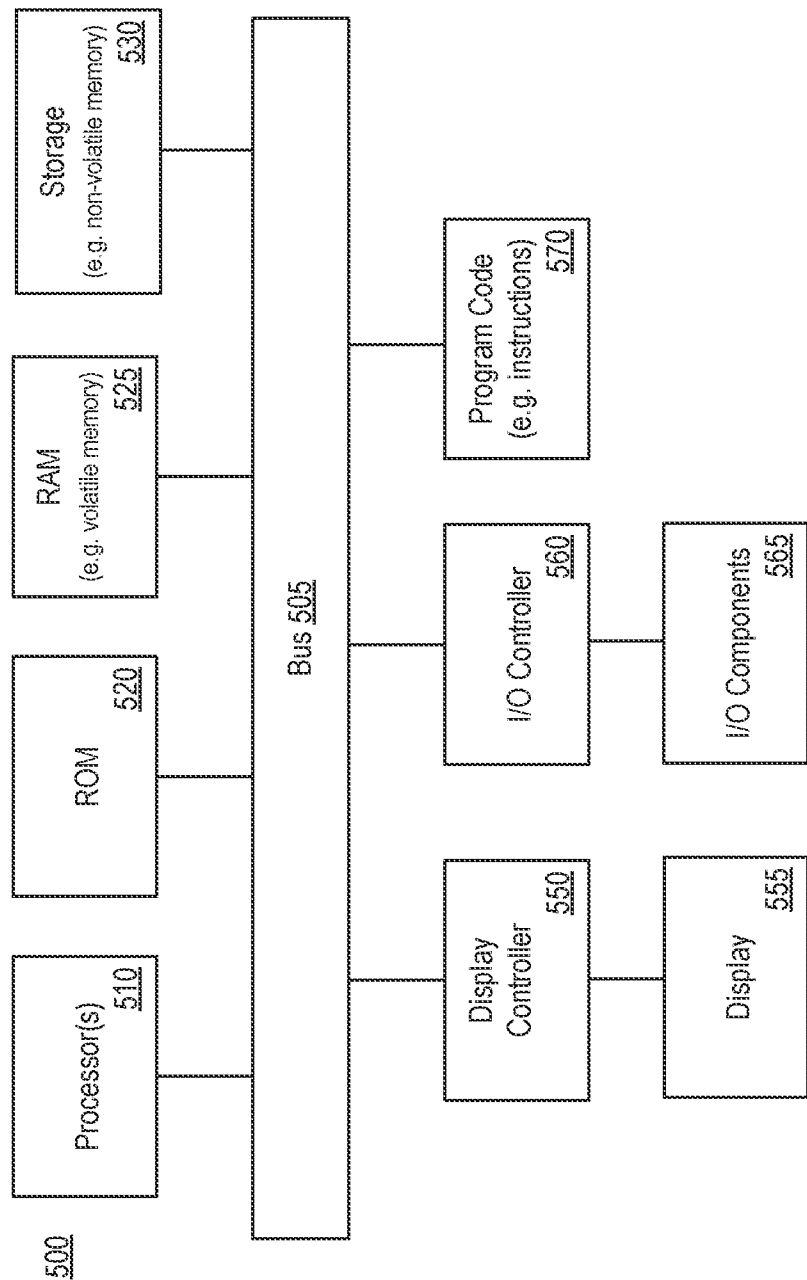 500
Processor(s)
510
ROM
520
RAM
(e.g. volatile memory)
525
Storage
(e.g. non-volatile memory)
530
Bus 505
Display
Controller
550
I/O Controller
560
Program Code
(e.g. instructions)
570
Display
555
I/O Components
565